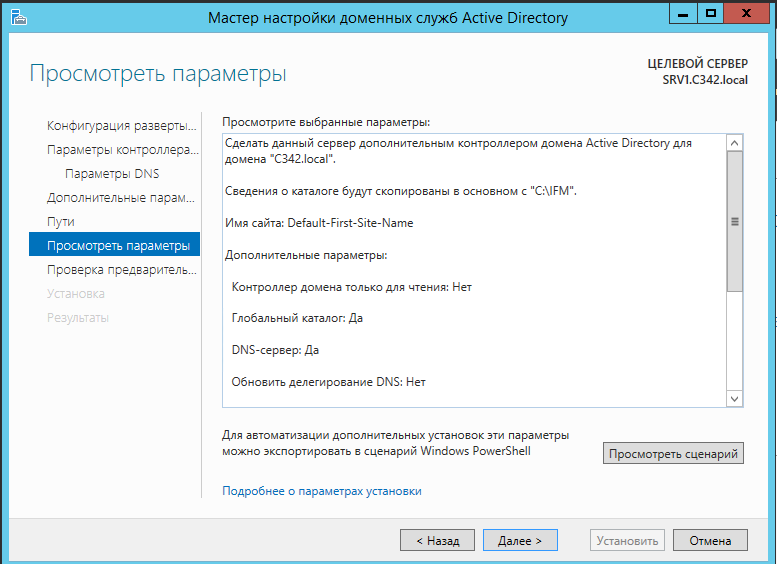 Мастер настройки доменных служб Active Directory
Просмотреть параметры
ЦЕЛЕВОЙ СЕРВЕР
SRV1.C342.local
Конфигурация разверты...
Параметры контроллера...
Параметры DNS
Дополнительные парам...
Пути
Просмотреть параметры
Проверка предваритель...
Установка
Результаты
Просмотрите выбранные параметры:
Сделать данный сервер дополнительным контроллером домена Active Directory для
домена "C342.local".
Сведения о каталоге будут скопированы в основном с "C:\IFM".
Имя сайта: Default-First-Site-Name
Дополнительные параметры:
Контроллер домена только для чтения: Нет
Глобальный каталог: Да
DNS-сервер: Да
Обновить делегирование DNS: Нет
Для автоматизации дополнительных установок эти параметры
можно экспортировать в сценарий Windows PowerShell
Просмотреть сценарий
Подробнее о параметрах установки
< Назад
Далее >
Установить
Отмена